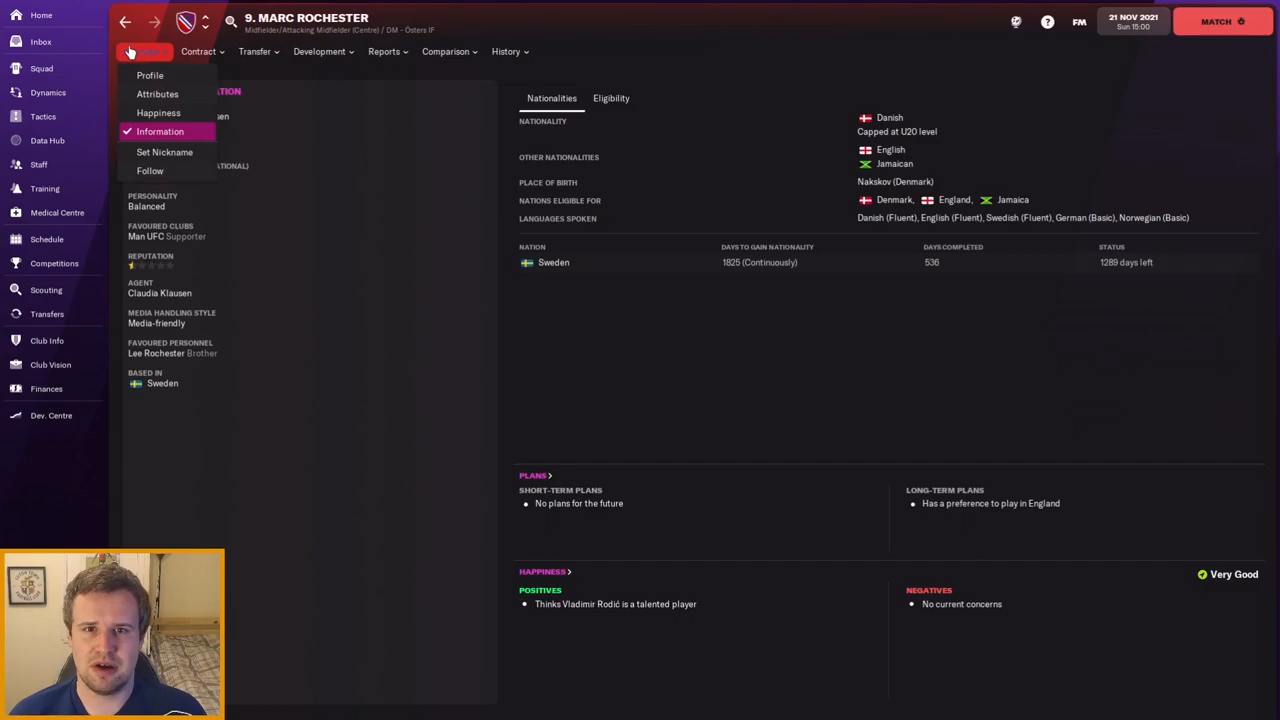 Home
Inbox
Squad
Dynamics
Tactics
Data Hub
Staff
Training
Medical Centre
Schedule
Competitions
Scouting
Transfers
Club Info
Club Vision
Finances
Dev. Centre
9. MARC ROCHESTER
Midfielder/Attacking Midfielder (Centre) / DM - Östers IF
FM
21 NOV 2021
Sun 15:00
MATCH
Contract
Transfer
Development
Reports
Comparison
History
Profile
Attributes
Happiness
Information
Set Nickname
Follow
PERSONALITY
Balanced
FAVOURED CLUBS
Man UFC Supporter
REPUTATION
AGENT
Claudia Klausen
MEDIA HANDLING STYLE
Media-friendly
FAVOURED PERSONNEL
Lee Rochester Brother
BASED IN
Sweden
Nationalities Eligibility
NATIONALITY Danish
Capped at U20 level
OTHER NATIONALITIES English
Jamaican
PLACE OF BIRTH Nakskov (Denmark)
NATIONS ELIGIBLE FOR Denmark, England, Jamaica
LANGUAGES SPOKEN Danish (Fluent), English (Fluent), Swedish (Fluent), German (Basic), Norwegian (Basic)
NATION DAYS TO GAIN NATIONALITY DAYS COMPLETED STATUS
Sweden 1825 (Continuously) 536 1289 days left
PLANS
SHORT-TERM PLANS
No plans for the future
LONG-TERM PLANS
Has a preference to play in England
HAPPINESS
Very Good
POSITIVES
Thinks Vladimir Rodić is a talented player
NEGATIVES
No current concerns